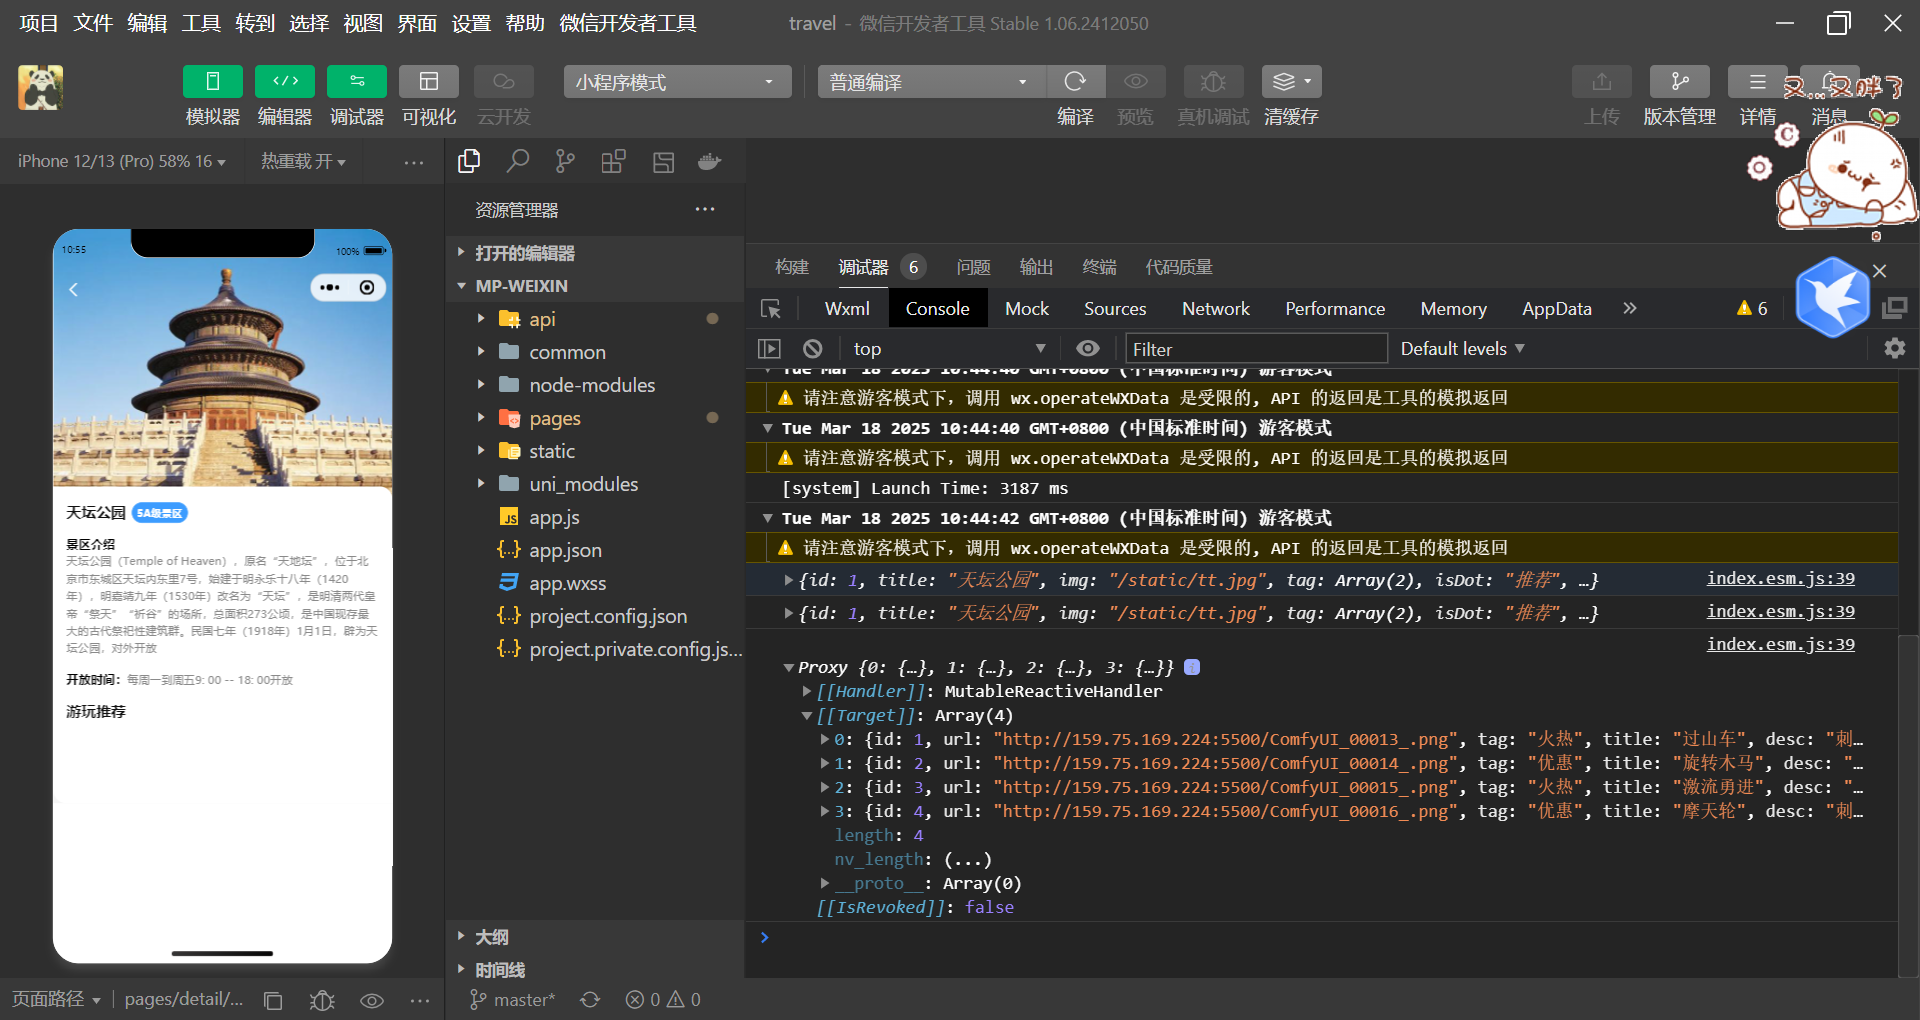 项目 文件 编辑 工具 转到 选择 视图 界面 设置 帮助 微信开发者工具
travel - 微信开发者工具 Stable 1.06.2412050
小程序模式
普通编译
模拟器 编辑器 调试器 可视化 云开发
编译 预览 真机调试 清缓存
上传 版本管理 详情 消息
又...又胖了
C
iPhone 12/13 (Pro) 58% 16
热重载 开
10:55
100%
天坛公园 5A级景区
景区介绍
天坛公园（Temple of Heaven），原名“天地坛”，位于北
京市东城区天坛内东里7号，始建于明永乐十八年（1420
年），明嘉靖九年（1530年）改名为“天坛”，是明清两代皇
帝“祭天”“祈谷”的场所，总面积273公顷，是中国现存最
大的古代祭祀性建筑群。民国七年（1918年）1月1日，辟为天
坛公园，对外开放
开放时间：每周一到周五9: 00 -- 18: 00开放
游玩推荐
页面路径 pages/detail/...
资源管理器
打开的编辑器
MP-WEIXIN
api
common
node-modules
pages
static
uni_modules
JS app.js
{..} app.json
app.wxss
{..} project.config.json
{..} project.private.config.js...
大纲
时间线
master* 0 0
构建 调试器 6 问题 输出 终端 代码质量
Wxml Console Mock Sources Network Performance Memory AppData 6
top Filter Default levels
Tue Mar 18 2025 10:44:40 GMT+0800 (中国标准时间) 游客模式
请注意游客模式下，调用 wx.operateWXData 是受限的, API 的返回是工具的模拟返回
Tue Mar 18 2025 10:44:40 GMT+0800 (中国标准时间) 游客模式
请注意游客模式下，调用 wx.operateWXData 是受限的, API 的返回是工具的模拟返回
[system] Launch Time: 3187 ms
Tue Mar 18 2025 10:44:42 GMT+0800 (中国标准时间) 游客模式
请注意游客模式下，调用 wx.operateWXData 是受限的, API 的返回是工具的模拟返回
{id: 1, title: "天坛公园", img: "/static/tt.jpg", tag: Array(2), isDot: "推荐", …} index.esm.js:39
{id: 1, title: "天坛公园", img: "/static/tt.jpg", tag: Array(2), isDot: "推荐", …} index.esm.js:39
index.esm.js:39
Proxy {0: {…}, 1: {…}, 2: {…}, 3: {…}} i
[[Handler]]: MutableReactiveHandler
[[Target]]: Array(4)
0: {id: 1, url: "http://159.75.169.224:5500/ComfyUI_00013_.png", tag: "火热", title: "过山车", desc: "刺…
1: {id: 2, url: "http://159.75.169.224:5500/ComfyUI_00014_.png", tag: "优惠", title: "旋转木马", desc: "…
2: {id: 3, url: "http://159.75.169.224:5500/ComfyUI_00015_.png", tag: "火热", title: "激流勇进", desc: "…
3: {id: 4, url: "http://159.75.169.224:5500/ComfyUI_00016_.png", tag: "优惠", title: "摩天轮", desc: "刺…
length: 4
nv_length: (...)
__proto__: Array(0)
[[IsRevoked]]: false